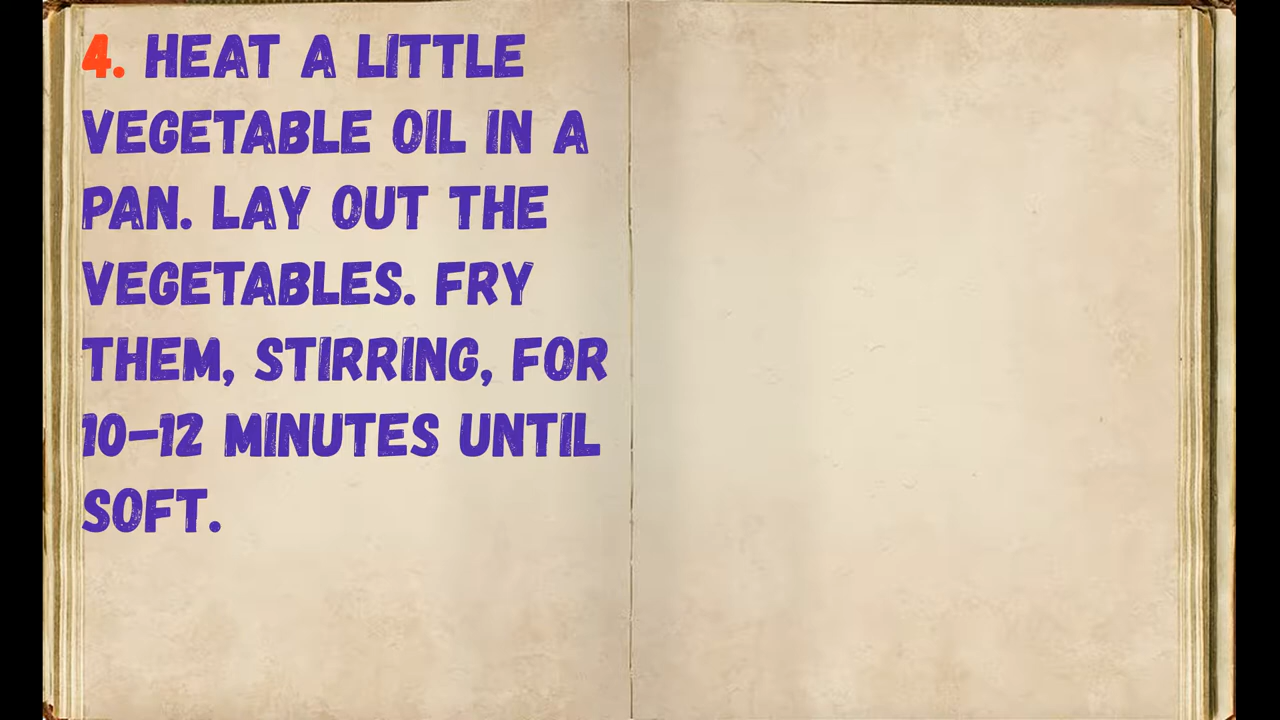 4. HEAT A LITTLE
VEGETABLE OIL IN A
PAN. LAY OUT THE
VEGETABLES. FRY
THEM, STIRRING, FOR
10–12 MINUTES UNTIL
SOFT.